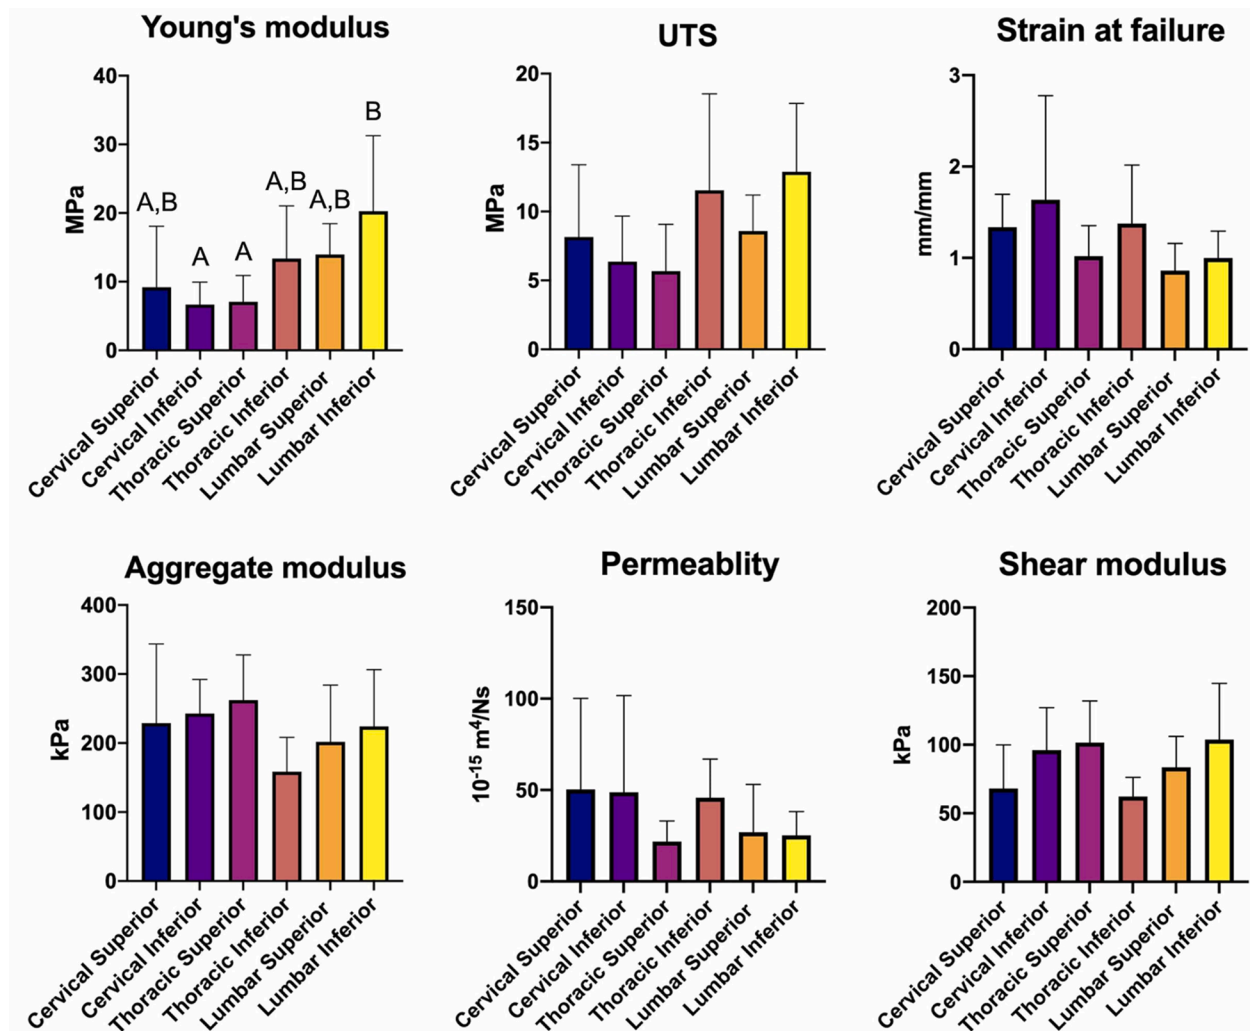 Young's modulus
40
30
20
10
0
MPa
A,B
A
A
A,B
A,B
B
Cervical Superior
Cervical Inferior
Thoracic Superior
Thoracic Inferior
Lumbar Superior
Lumbar Inferior
UTS
20
15
10
5
0
MPa
Cervical Superior
Cervical Inferior
Thoracic Superior
Thoracic Inferior
Lumbar Superior
Lumbar Inferior
Strain at failure
3
2
1
0
mm/mm
Cervical Superior
Cervical Inferior
Thoracic Superior
Thoracic Inferior
Lumbar Superior
Lumbar Inferior
Aggregate modulus
400
300
200
100
0
kPa
Cervical Superior
Cervical Inferior
Thoracic Superior
Thoracic Inferior
Lumbar Superior
Lumbar Inferior
Permeablity
150
100
50
0
10⁻¹⁵ m⁴/Ns
Cervical Superior
Cervical Inferior
Thoracic Superior
Thoracic Inferior
Lumbar Superior
Lumbar Inferior
Shear modulus
200
150
100
50
0
kPa
Cervical Superior
Cervical Inferior
Thoracic Superior
Thoracic Inferior
Lumbar Superior
Lumbar Inferior